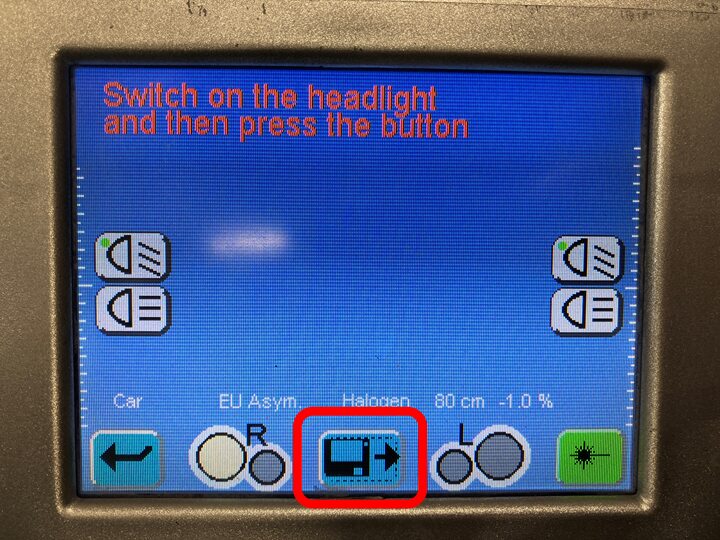 Switch on the headlight
and then press the button
Car EU Asym. Halogen 80 cm -1.0 %
R L